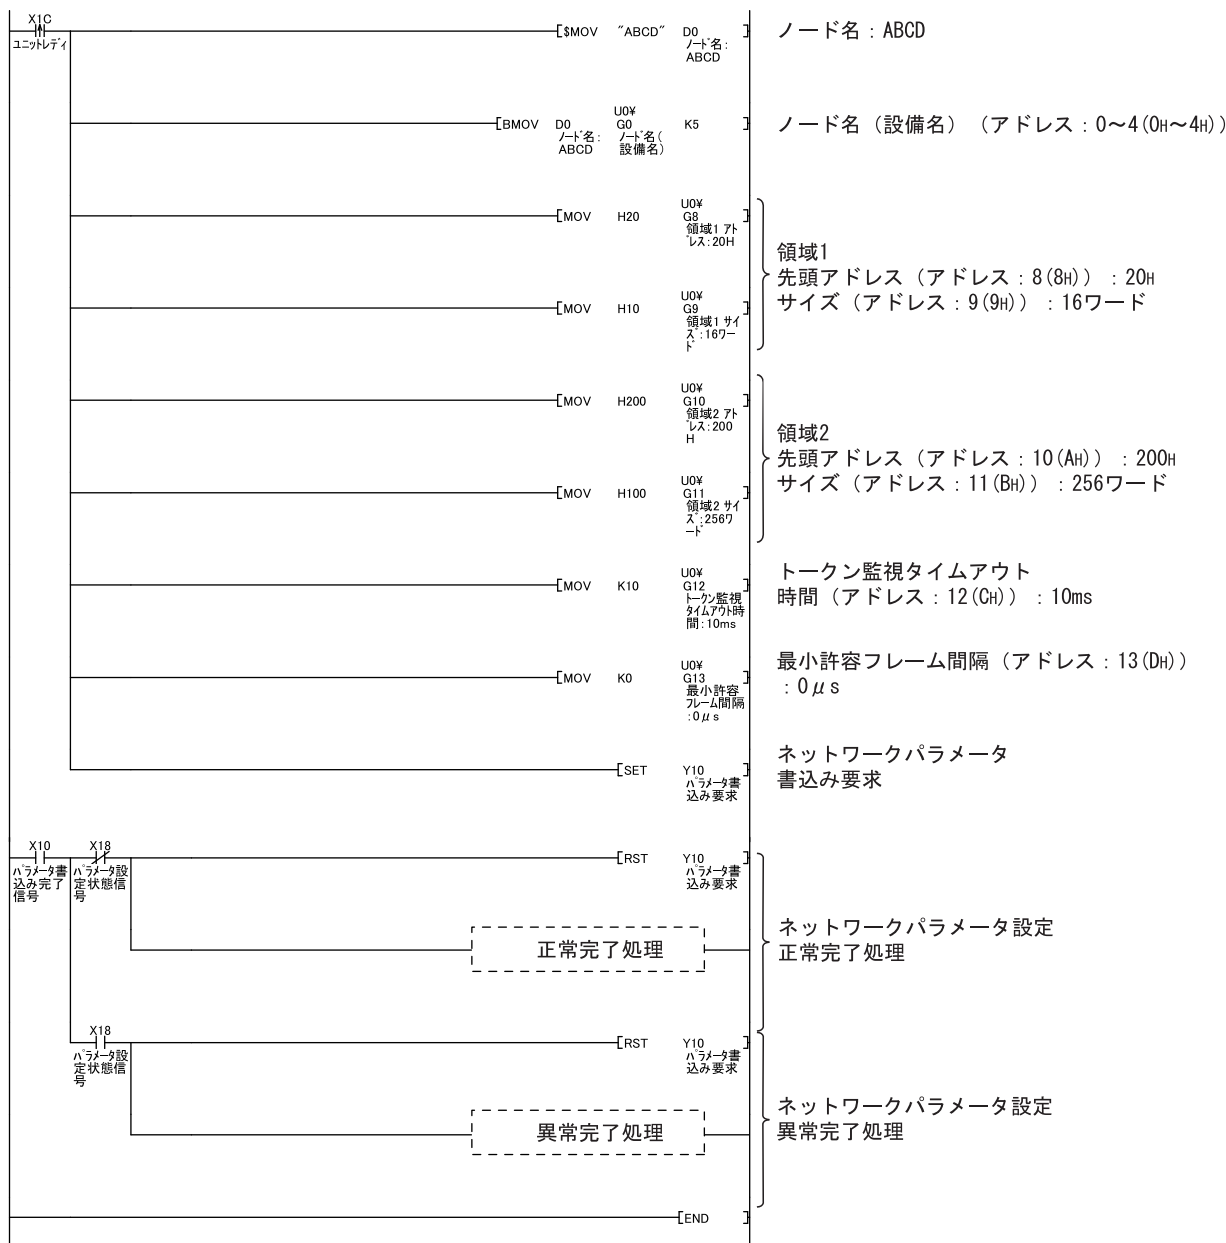 X1C
ユニットレディ
[$MOV "ABCD" D0 ]
ノード名:
ABCD
ノード名：ABCD
[BMOV D0 U0¥
G0 K5 ]
ノード名:
ABCD
ノード名(
設備名)
ノード名（設備名）（アドレス：0～4(0H～4H)）
[MOV H20 U0¥
G8 ]
領域1 アド
レス:20H
[MOV H10 U0¥
G9 ]
領域1 サイ
ズ:16ワー
ド
領域1
先頭アドレス（アドレス：8(8H)）：20H
サイズ（アドレス：9(9H)）：16ワード
[MOV H200 U0¥
G10 ]
領域2 アド
レス:200
H
[MOV H100 U0¥
G11 ]
領域2 サイ
ズ:256ワ
ード
領域2
先頭アドレス（アドレス：10(AH)）：200H
サイズ（アドレス：11(BH)）：256ワード
[MOV K10 U0¥
G12 ]
トークン監視
タイムアウト時
間:10ms
トークン監視タイムアウト
時間（アドレス：12(CH)）：10ms
[MOV K0 U0¥
G13 ]
最小許容
フレーム間隔
:0μs
最小許容フレーム間隔（アドレス：13(DH)）
：0μs
[SET Y10 ]
パラメータ書
込み要求
ネットワークパラメータ
書込み要求
X10
パラメータ書
込み完了
信号
X18
パラメータ設
定状態信
号
[RST Y10 ]
パラメータ書
込み要求
正常完了処理
ネットワークパラメータ設定
正常完了処理
X18
パラメータ設
定状態信
号
[RST Y10 ]
パラメータ書
込み要求
異常完了処理
ネットワークパラメータ設定
異常完了処理
[END ]